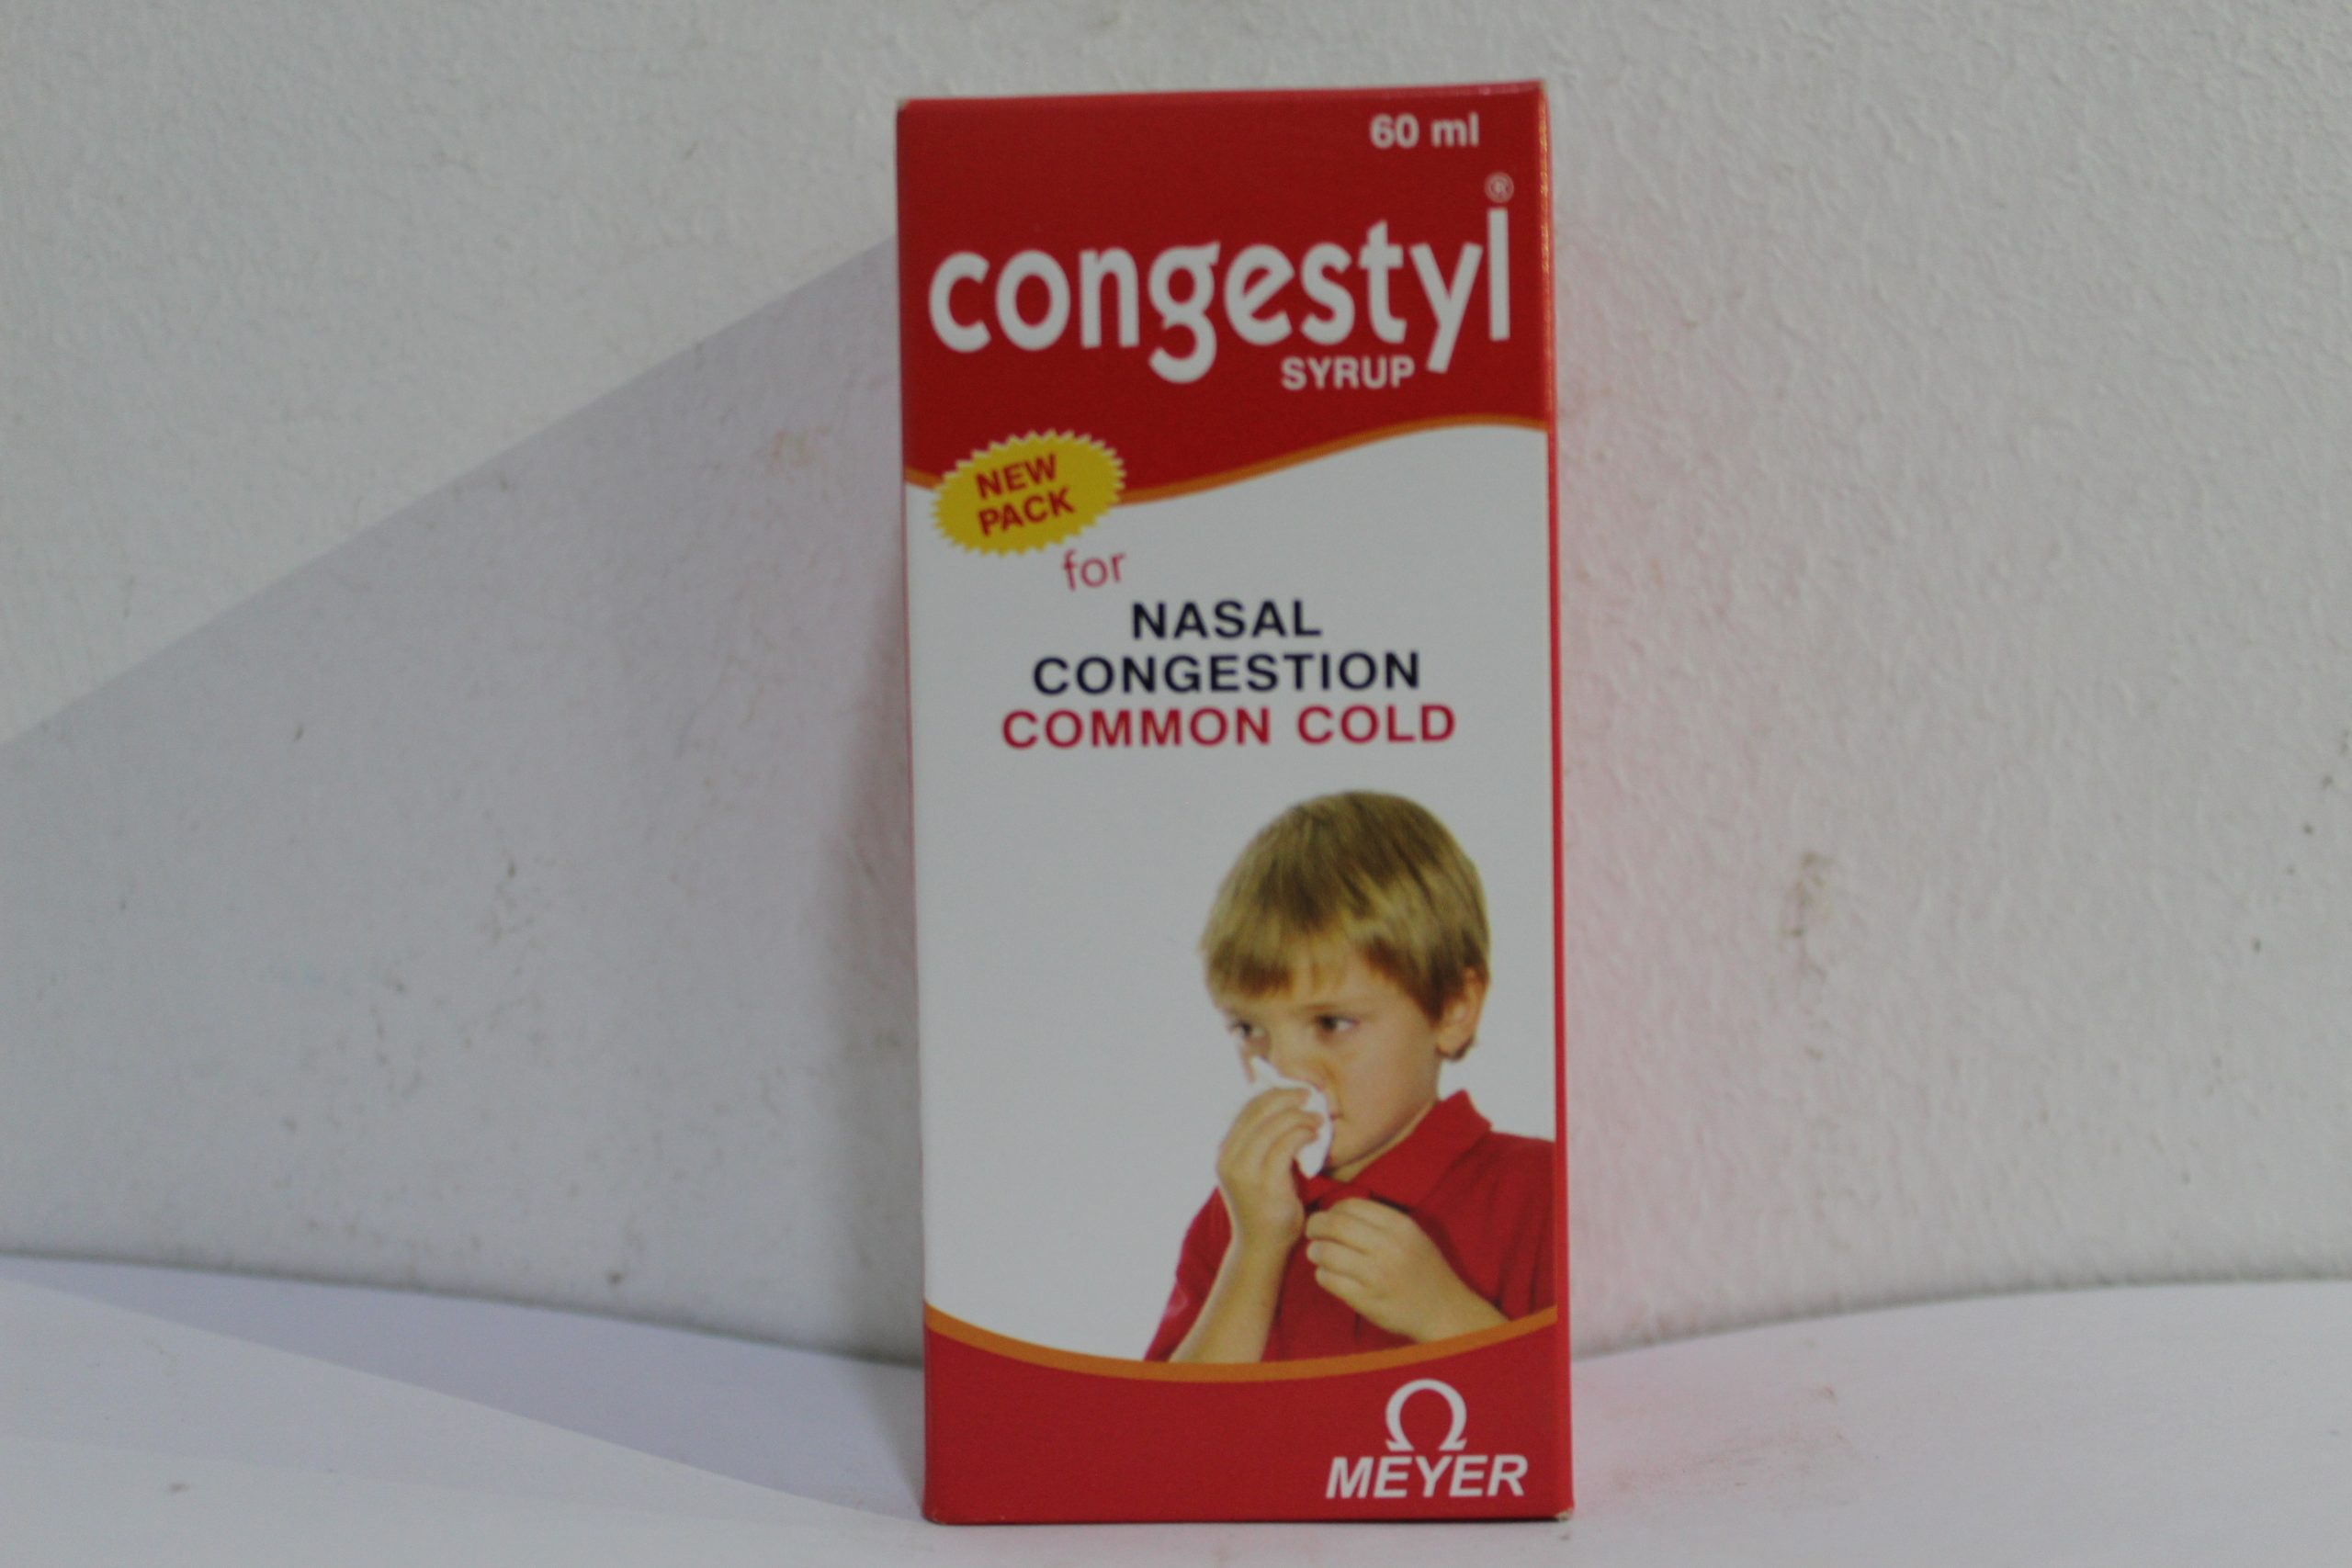 60 ml
congestyl®
SYRUP
NEW
PACK
for
NASAL
CONGESTION
COMMON COLD
MEYER